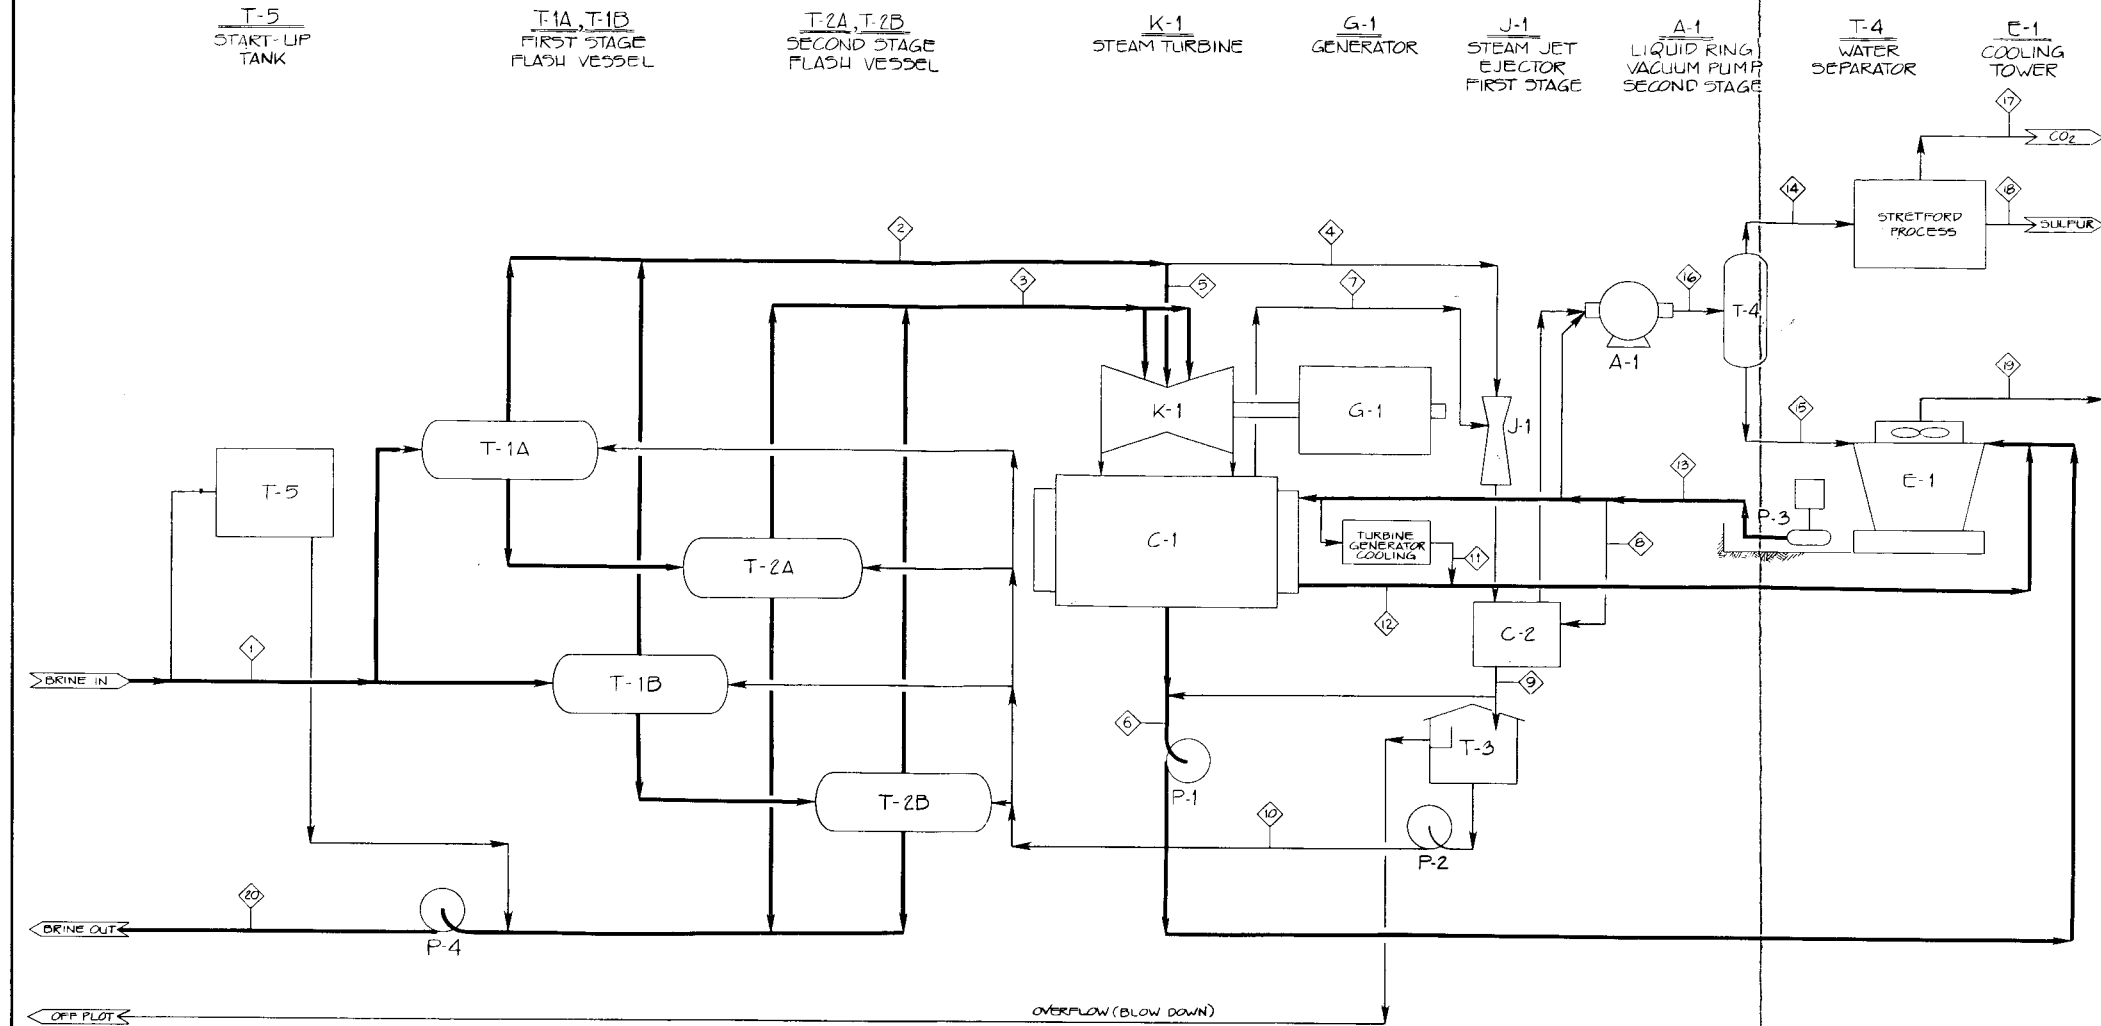 T-5
START-UP
TANK
T-1A, T-1B
FIRST STAGE
FLASH VESSEL
T-2A, T-2B
SECOND STAGE
FLASH VESSEL
K-1
STEAM TURBINE
G-1
GENERATOR
J-1
STEAM JET
EJECTOR
FIRST STAGE
A-1
LIQUID RING
VACUUM PUMP
SECOND STAGE
T-4
WATER
SEPARATOR
E-1
COOLING
TOWER
17
CO2
14
18
STRETFORD
PROCESS
SULPUR
2
4
3
5
7
16
T-4
A-1
19
K-1
G-1
J-1
15
T-1A
T-5
13
E-1
P-3
C-1
TURBINE
GENERATOR
COOLING
11
8
T-2A
12
C-2
1
BRINE IN
T-1B
9
6
T-3
P-1
T-2B
10
P-2
20
BRINE OUT
P-4
OFF PLOT
OVERFLOW (BLOW DOWN)